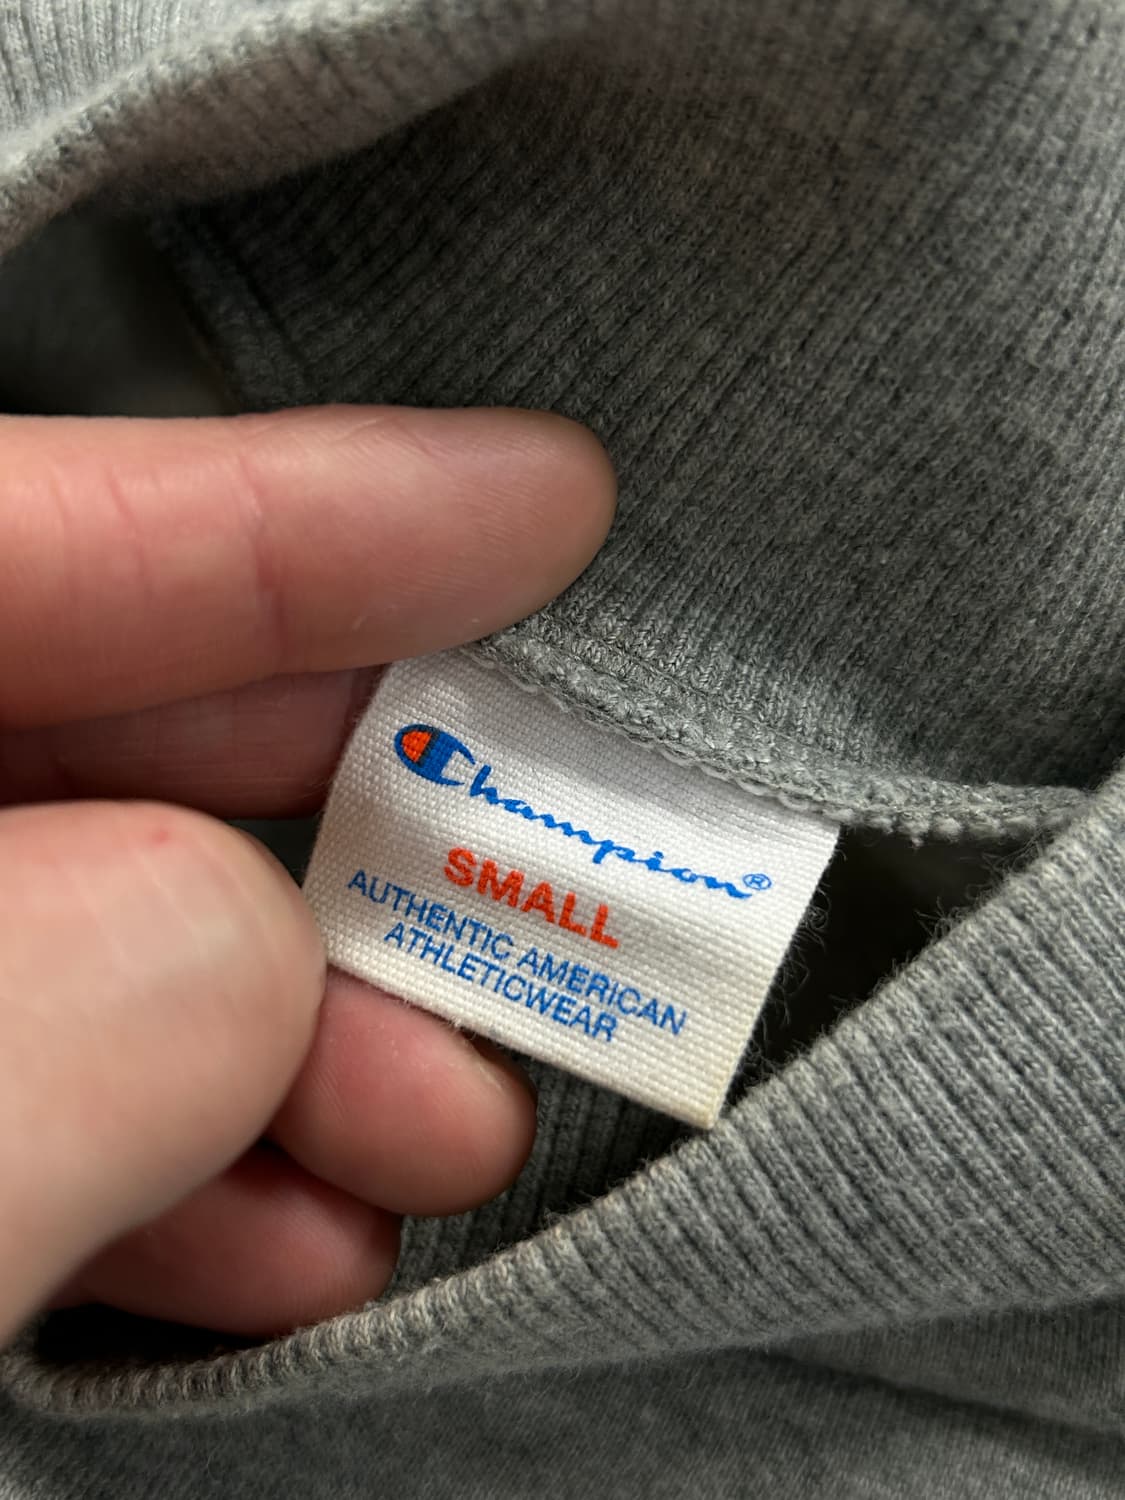 Champion®
SMALL
AUTHENTIC AMERICAN
ATHLETICWEAR